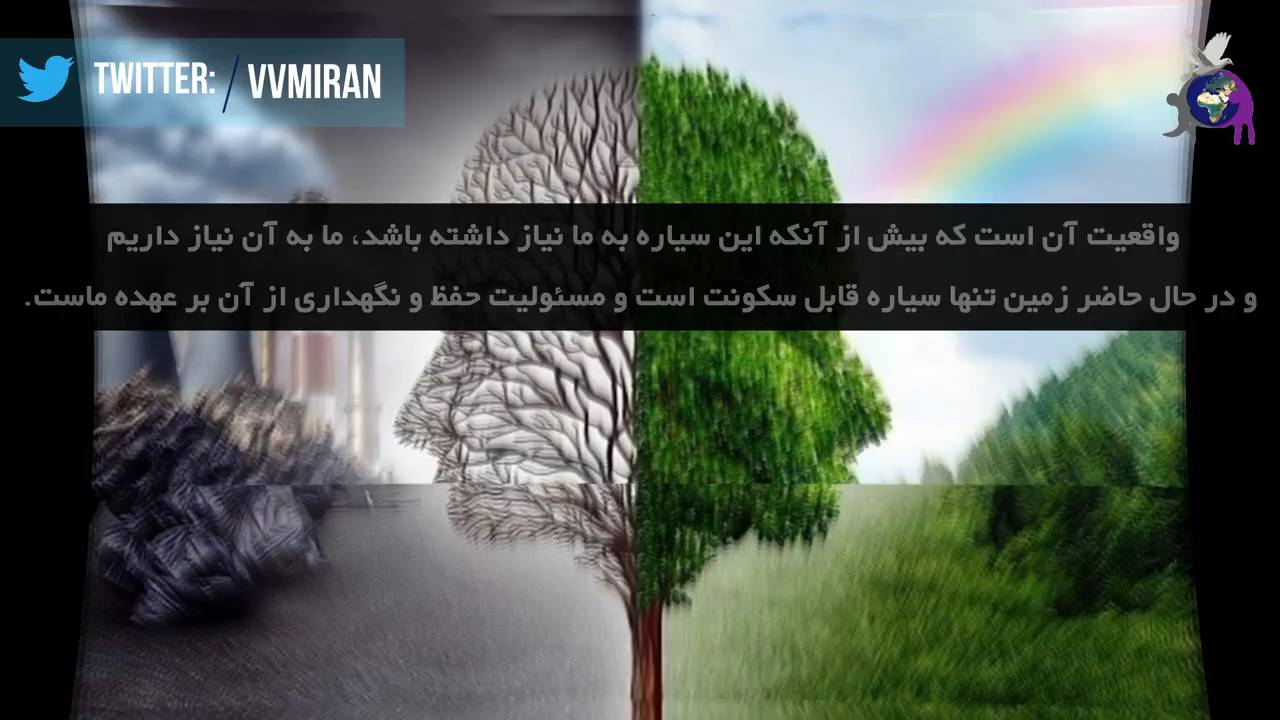 TWITTER: / VVMIRAN
واقعیت آن است که بیش از آنکه این سیاره به ما نیاز داشته باشد، ما به آن نیاز داریم
و در حال حاضر زمین تنها سیاره قابل سکونت است و مسئولیت حفظ و نگهداری از آن بر عهده ماست.